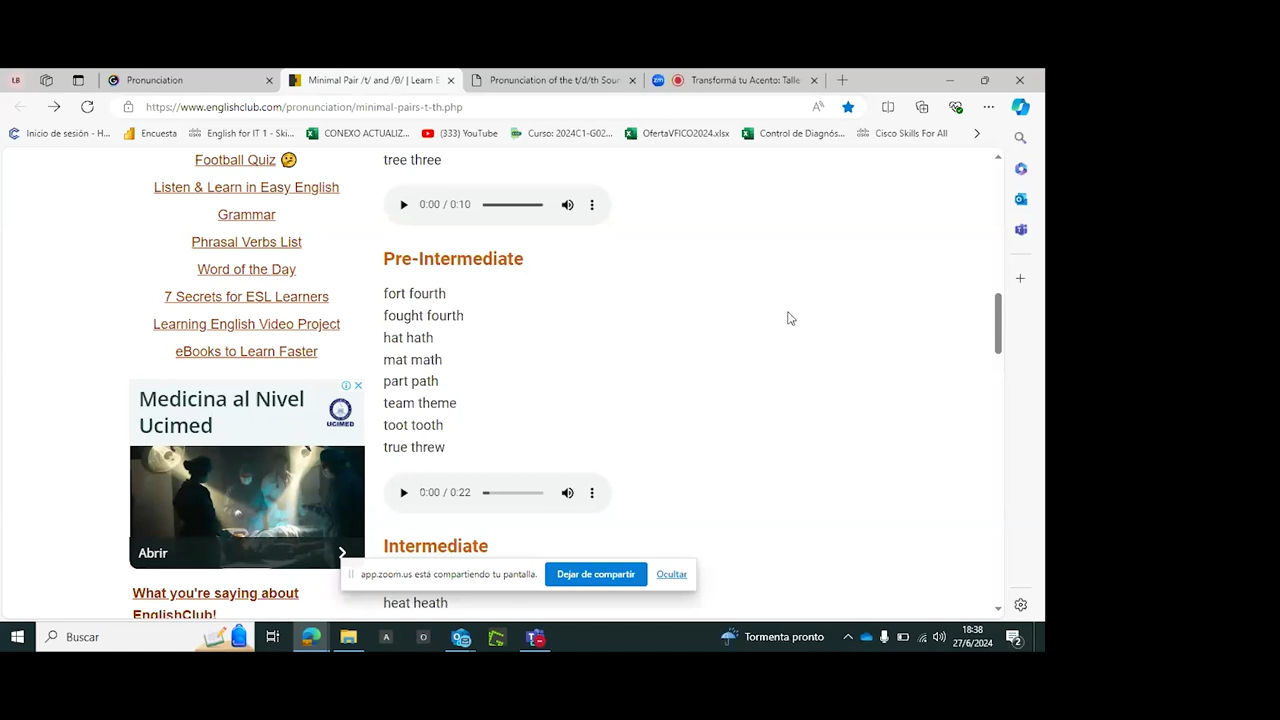 LB
Pronunciation
Minimal Pair /t/ and /θ/ | Learn E
Pronunciation of the t/d/th Soun
zm
Transformá tu Acento: Talle
https://www.englishclub.com/pronunciation/minimal-pairs-t-th.php
Inicio de sesión - H...
Encuesta
English for IT 1 - Ski...
CONEXO ACTUALIZ...
(333) YouTube
Curso: 2024C1-G02...
OfertaVFICO2024.xlsx
Control de Diagnós...
Cisco Skills For All
Football Quiz
Listen & Learn in Easy English
Grammar
Phrasal Verbs List
Word of the Day
7 Secrets for ESL Learners
Learning English Video Project
eBooks to Learn Faster
Medicina al Nivel
Ucimed
UCIMED
Abrir
What you're saying about
EnglishClub!
tree three
0:00 / 0:10
Pre-Intermediate
fort fourth
fought fourth
hat hath
mat math
part path
team theme
toot tooth
true threw
0:00 / 0:22
Intermediate
app.zoom.us está compartiendo tu pantalla.
Dejar de compartir
Ocultar
heat heath
Buscar
A
O
Tormenta pronto
18:38
27/6/2024
2